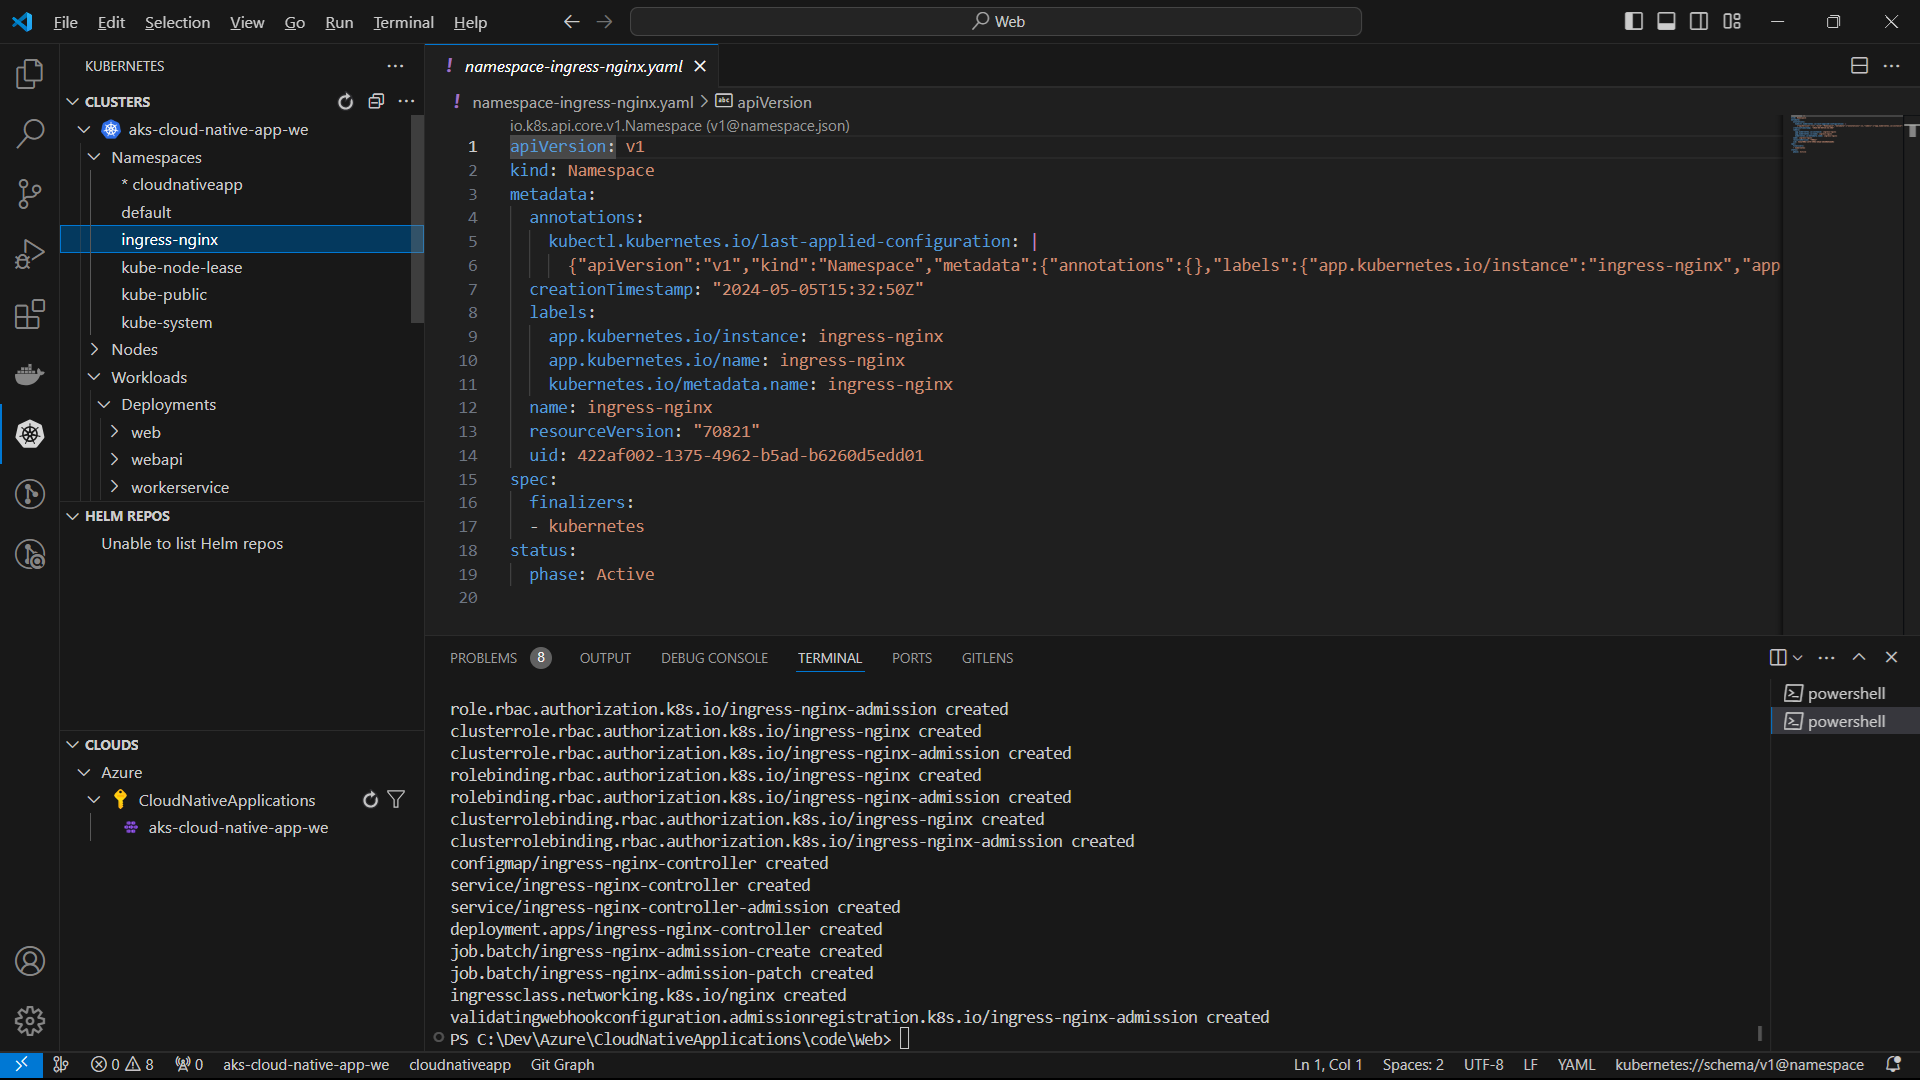 File Edit Selection View Go Run Terminal Help
Web
KUBERNETES
CLUSTERS
aks-cloud-native-app-we
Namespaces
* cloudnativeapp
default
ingress-nginx
kube-node-lease
kube-public
kube-system
Nodes
Workloads
Deployments
web
webapi
workerservice
HELM REPOS
Unable to list Helm repos
CLOUDS
Azure
CloudNativeApplications
aks-cloud-native-app-we
! namespace-ingress-nginx.yaml
! namespace-ingress-nginx.yaml > abc apiVersion
io.k8s.api.core.v1.Namespace (v1@namespace.json)
1 apiVersion: v1
2 kind: Namespace
3 metadata:
4 annotations:
5 kubectl.kubernetes.io/last-applied-configuration: |
6 {"apiVersion":"v1","kind":"Namespace","metadata":{"annotations":{},"labels":{"app.kubernetes.io/instance":"ingress-nginx","app
7 creationTimestamp: "2024-05-05T15:32:50Z"
8 labels:
9 app.kubernetes.io/instance: ingress-nginx
10 app.kubernetes.io/name: ingress-nginx
11 kubernetes.io/metadata.name: ingress-nginx
12 name: ingress-nginx
13 resourceVersion: "70821"
14 uid: 422af002-1375-4962-b5ad-b6260d5edd01
15 spec:
16 finalizers:
17 - kubernetes
18 status:
19 phase: Active
20
PROBLEMS 8 OUTPUT DEBUG CONSOLE TERMINAL PORTS GITLENS
role.rbac.authorization.k8s.io/ingress-nginx-admission created
clusterrole.rbac.authorization.k8s.io/ingress-nginx created
clusterrole.rbac.authorization.k8s.io/ingress-nginx-admission created
rolebinding.rbac.authorization.k8s.io/ingress-nginx created
rolebinding.rbac.authorization.k8s.io/ingress-nginx-admission created
clusterrolebinding.rbac.authorization.k8s.io/ingress-nginx created
clusterrolebinding.rbac.authorization.k8s.io/ingress-nginx-admission created
configmap/ingress-nginx-controller created
service/ingress-nginx-controller created
service/ingress-nginx-controller-admission created
deployment.apps/ingress-nginx-controller created
job.batch/ingress-nginx-admission-create created
job.batch/ingress-nginx-admission-patch created
ingressclass.networking.k8s.io/nginx created
validatingwebhookconfiguration.admissionregistration.k8s.io/ingress-nginx-admission created
PS C:\Dev\Azure\CloudNativeApplications\code\Web>
powershell
powershell
0 8 0 aks-cloud-native-app-we cloudnativeapp Git Graph Ln 1, Col 1 Spaces: 2 UTF-8 LF YAML kubernetes://schema/v1@namespace